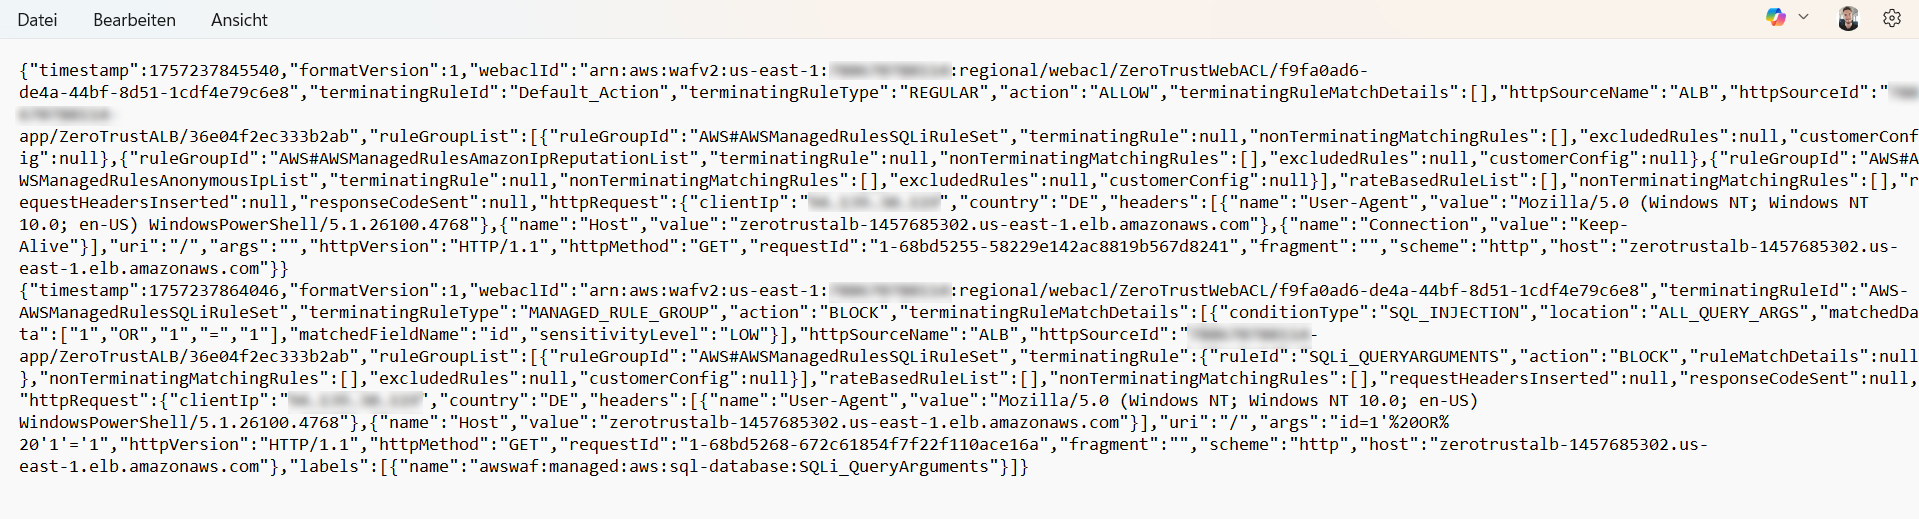 Datei Bearbeiten Ansicht
{"timestamp":1757237845540,"formatVersion":1,"webaclId":"arn:aws:wafv2:us-east-1: :regional/webacl/ZeroTrustWebACL/f9fa0ad6-
de4a-44bf-8d51-1cdf4e79c6e8","terminatingRuleId":"Default_Action","terminatingRuleType":"REGULAR","action":"ALLOW","terminatingRuleMatchDetails":[],"httpSourceName":"ALB","httpSourceId":"
-
app/ZeroTrustALB/36e04f2ec333b2ab","ruleGroupList":[{"ruleGroupId":"AWS#AWSManagedRulesSQLiRuleSet","terminatingRule":null,"nonTerminatingMatchingRules":[],"excludedRules":null,"customerConf
ig":null},{"ruleGroupId":"AWS#AWSManagedRulesAmazonIpReputationList","terminatingRule":null,"nonTerminatingMatchingRules":[],"excludedRules":null,"customerConfig":null},{"ruleGroupId":"AWS#A
WSManagedRulesAnonymousIpList","terminatingRule":null,"nonTerminatingMatchingRules":[],"excludedRules":null,"customerConfig":null}],"rateBasedRuleList":[],"nonTerminatingMatchingRules":[],"r
equestHeadersInserted":null,"responseCodeSent":null,"httpRequest":{"clientIp":" ","country":"DE","headers":[{"name":"User-Agent","value":"Mozilla/5.0 (Windows NT; Windows NT
10.0; en-US) WindowsPowerShell/5.1.26100.4768"},{"name":"Host","value":"zerotrustalb-1457685302.us-east-1.elb.amazonaws.com"},{"name":"Connection","value":"Keep-
Alive"}],"uri":"/","args":"","httpVersion":"HTTP/1.1","httpMethod":"GET","requestId":"1-68bd5255-58229e142ac8819b567d8241","fragment":"","scheme":"http","host":"zerotrustalb-1457685302.us-
east-1.elb.amazonaws.com"}}
{"timestamp":1757237864046,"formatVersion":1,"webaclId":"arn:aws:wafv2:us-east-1: :regional/webacl/ZeroTrustWebACL/f9fa0ad6-de4a-44bf-8d51-1cdf4e79c6e8","terminatingRuleId":"AWS-
AWSManagedRulesSQLiRuleSet","terminatingRuleType":"MANAGED_RULE_GROUP","action":"BLOCK","terminatingRuleMatchDetails":[{"conditionType":"SQL_INJECTION","location":"ALL_QUERY_ARGS","matchedDa
ta":["1","OR","1","=","1"],"matchedFieldName":"id","sensitivityLevel":"LOW"}],"httpSourceName":"ALB","httpSourceId":" -
app/ZeroTrustALB/36e04f2ec333b2ab","ruleGroupList":[{"ruleGroupId":"AWS#AWSManagedRulesSQLiRuleSet","terminatingRule":{"ruleId":"SQLi_QUERYARGUMENTS","action":"BLOCK","ruleMatchDetails":null
},"nonTerminatingMatchingRules":[],"excludedRules":null,"customerConfig":null}],"rateBasedRuleList":[],"nonTerminatingMatchingRules":[],"requestHeadersInserted":null,"responseCodeSent":null,
"httpRequest":{"clientIp":" ","country":"DE","headers":[{"name":"User-Agent","value":"Mozilla/5.0 (Windows NT; Windows NT 10.0; en-US)
WindowsPowerShell/5.1.26100.4768"},{"name":"Host","value":"zerotrustalb-1457685302.us-east-1.elb.amazonaws.com"}],"uri":"/","args":"id=1'%20OR%
20'1'='1","httpVersion":"HTTP/1.1","httpMethod":"GET","requestId":"1-68bd5268-672c61854f7f22f110ace16a","fragment":"","scheme":"http","host":"zerotrustalb-1457685302.us-
east-1.elb.amazonaws.com"},"labels":[{"name":"awswaf:managed:aws:sql-database:SQLi_QueryArguments"}]}